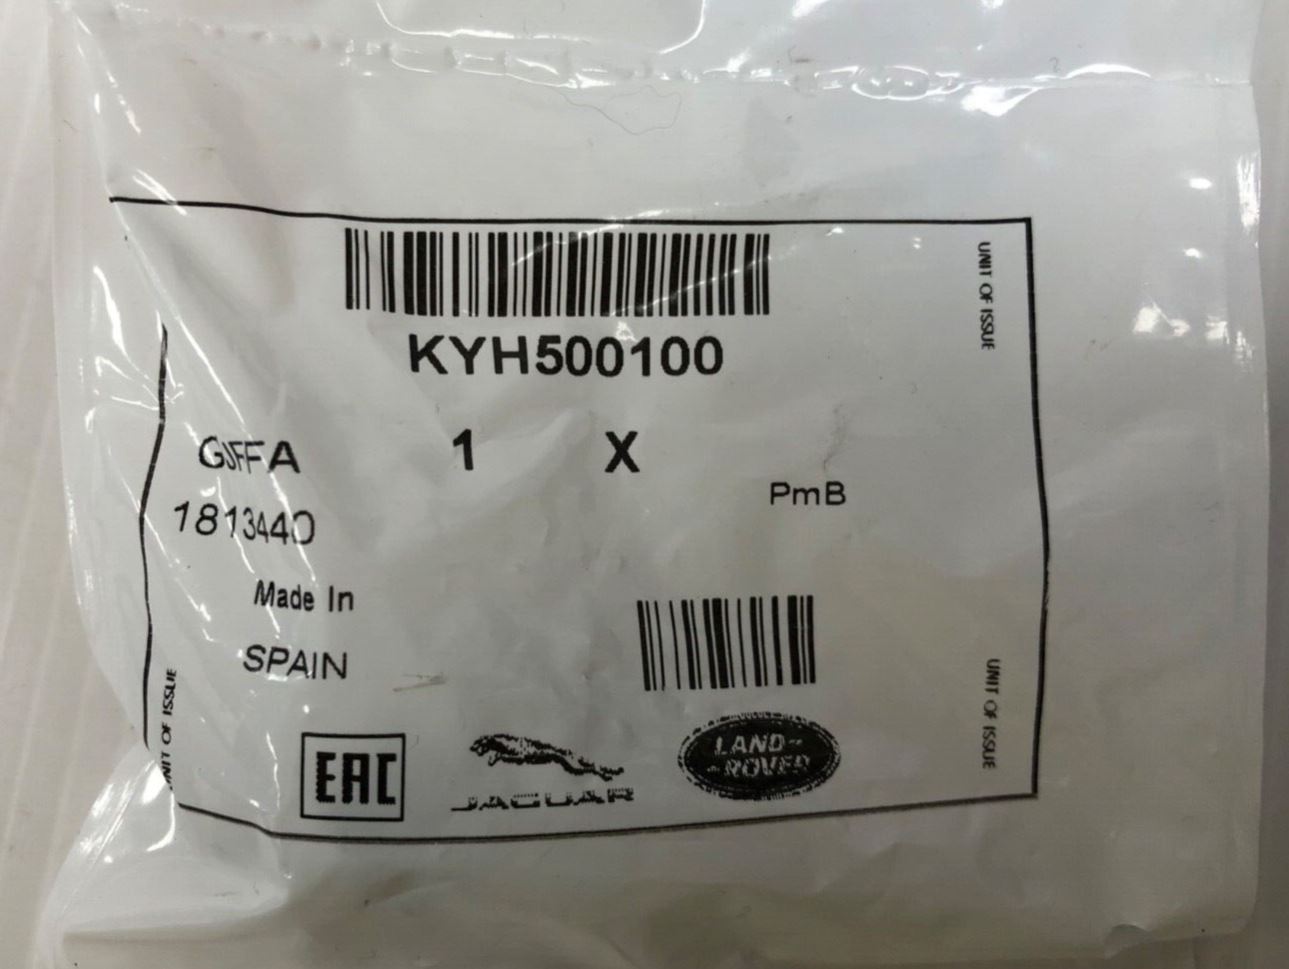 UNIT OF ISSUE
KYH500100
1 X
PmB
1813440
Made In
SPAIN
UNIT OF ISSUE
UNIT OF ISSUE
EAC
JAGUAR
LAND-
-ROVER